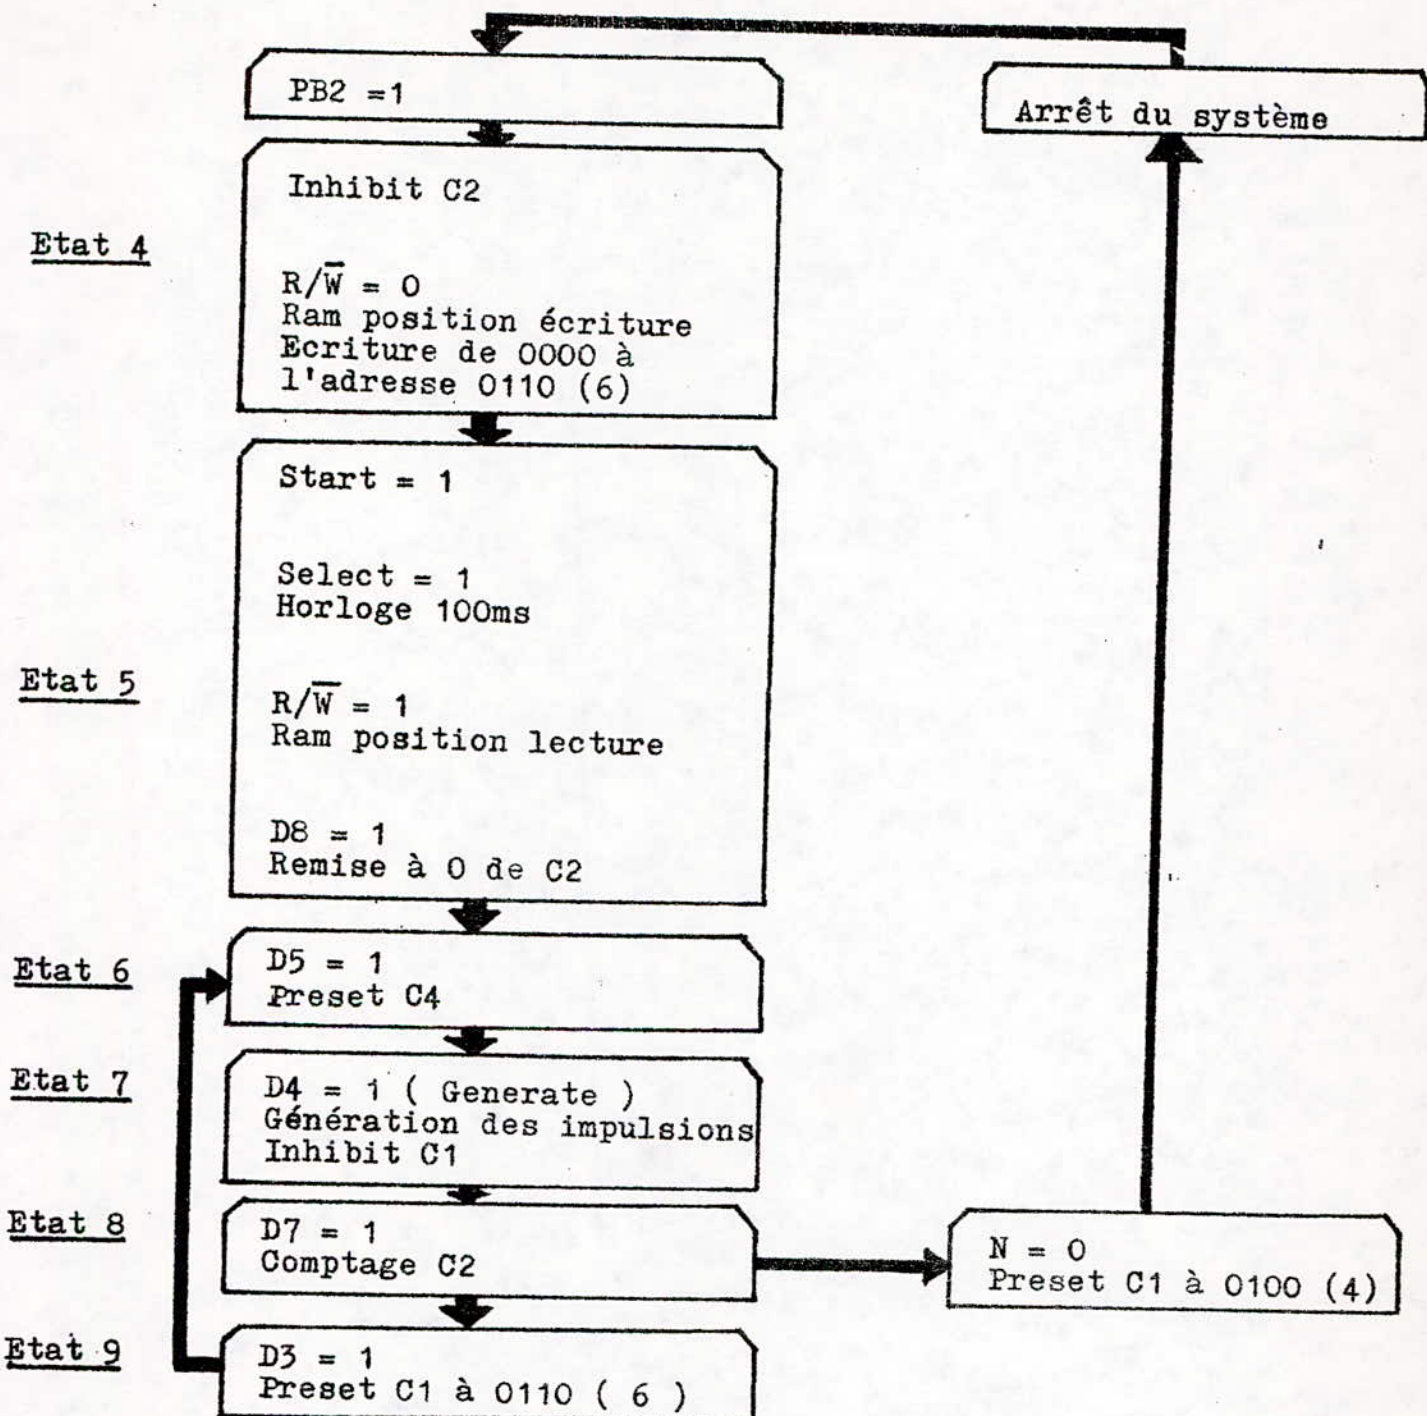 PB2 =1
Arrêt du système
Etat 4
Inhibit C2
R/W̅ = 0
Ram position écriture
Ecriture de 0000 à
l'adresse 0110 (6)
Etat 5
Start = 1
Select = 1
Horloge 100ms
R/W̅ = 1
Ram position lecture
D8 = 1
Remise à 0 de C2
Etat 6
D5 = 1
Preset C4
Etat 7
D4 = 1 ( Generate )
Génération des impulsions
Inhibit C1
Etat 8
D7 = 1
Comptage C2
N = 0
Preset C1 à 0100 (4)
Etat 9
D3 = 1
Preset C1 à 0110 ( 6 )